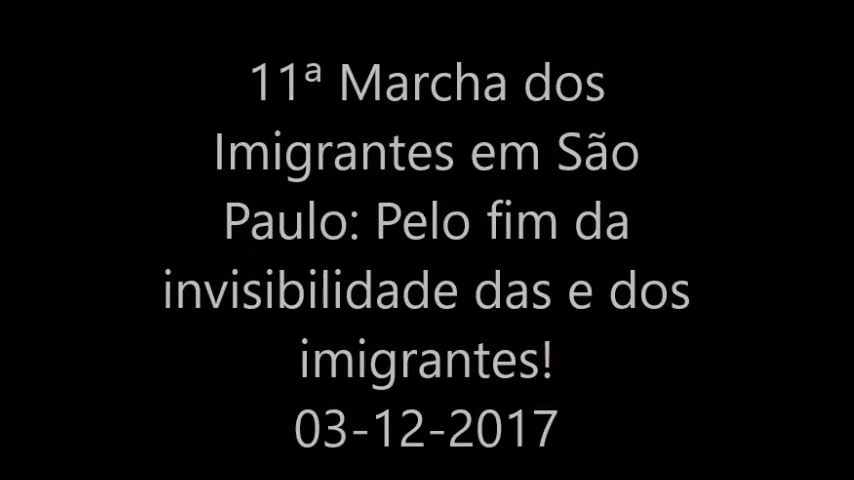 11ª Marcha dos
Imigrantes em São
Paulo: Pelo fim da
invisibilidade das e dos
imigrantes!
03-12-2017